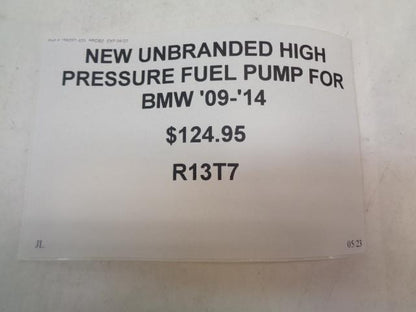 NEW UNBRANDED HIGH
PRESSURE FUEL PUMP FOR
BMW '09-'14
$124.95
R13T7
JL
05/23